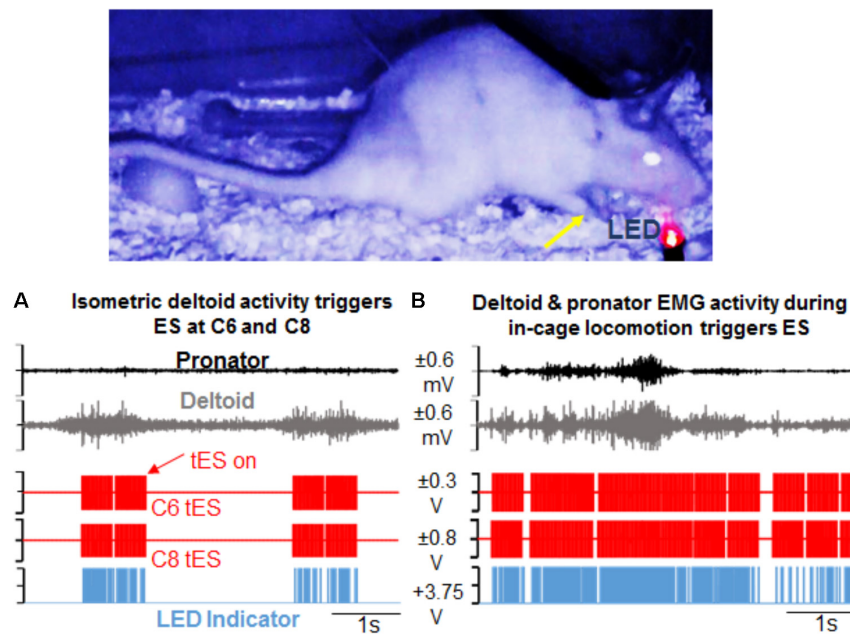 LED
A
Isometric deltoid activity triggers
ES at C6 and C8
B
Deltoid & pronator EMG activity during
in-cage locomotion triggers ES
Pronator
±0.6
mV
Deltoid
±0.6
mV
tES on
C6 tES
±0.3
V
C8 tES
±0.8
V
LED Indicator
+3.75
V
1s
1s